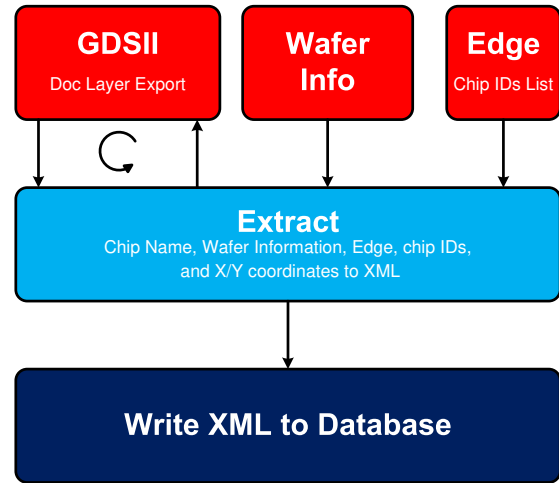 GDSII
Doc Layer Export
Wafer
Info
Edge
Chip IDs List
Extract
Chip Name, Wafer Information, Edge, chip IDs,
and X/Y coordinates to XML
Write XML to Database